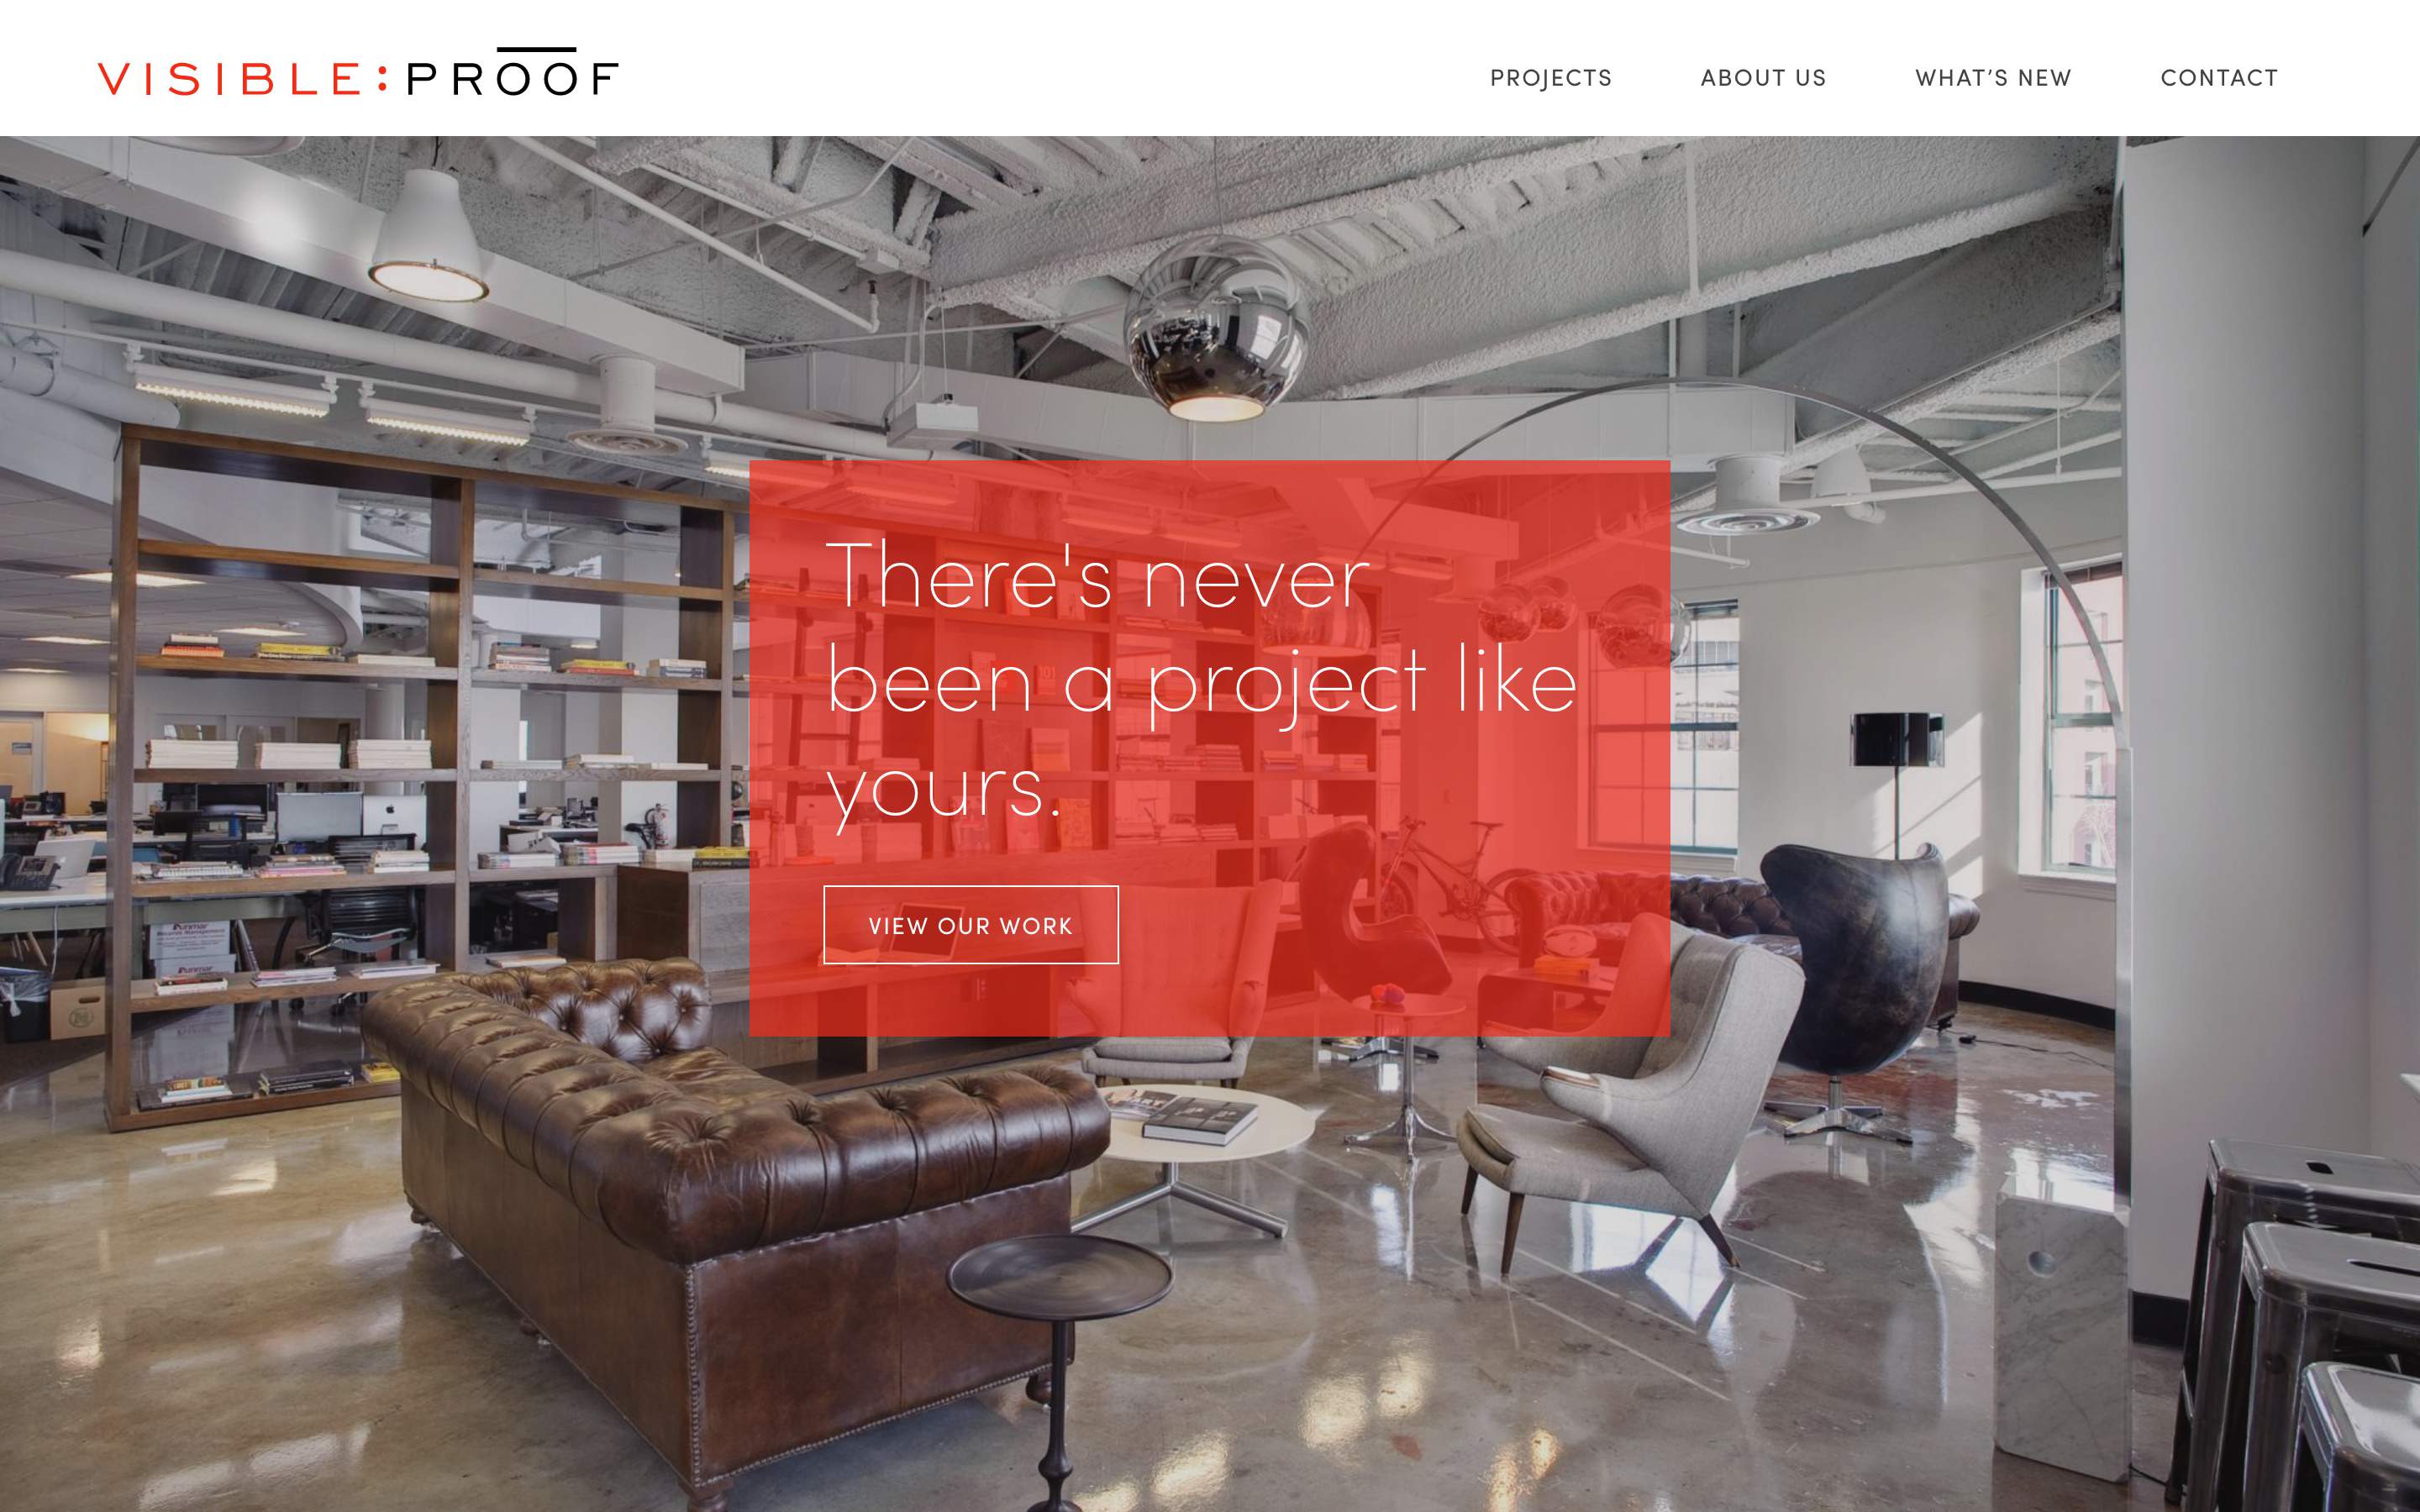 VISIBLE:PROOF
PROJECTS
ABOUT US
WHAT’S NEW
CONTACT
There's never
been a project like
yours.
VIEW OUR WORK